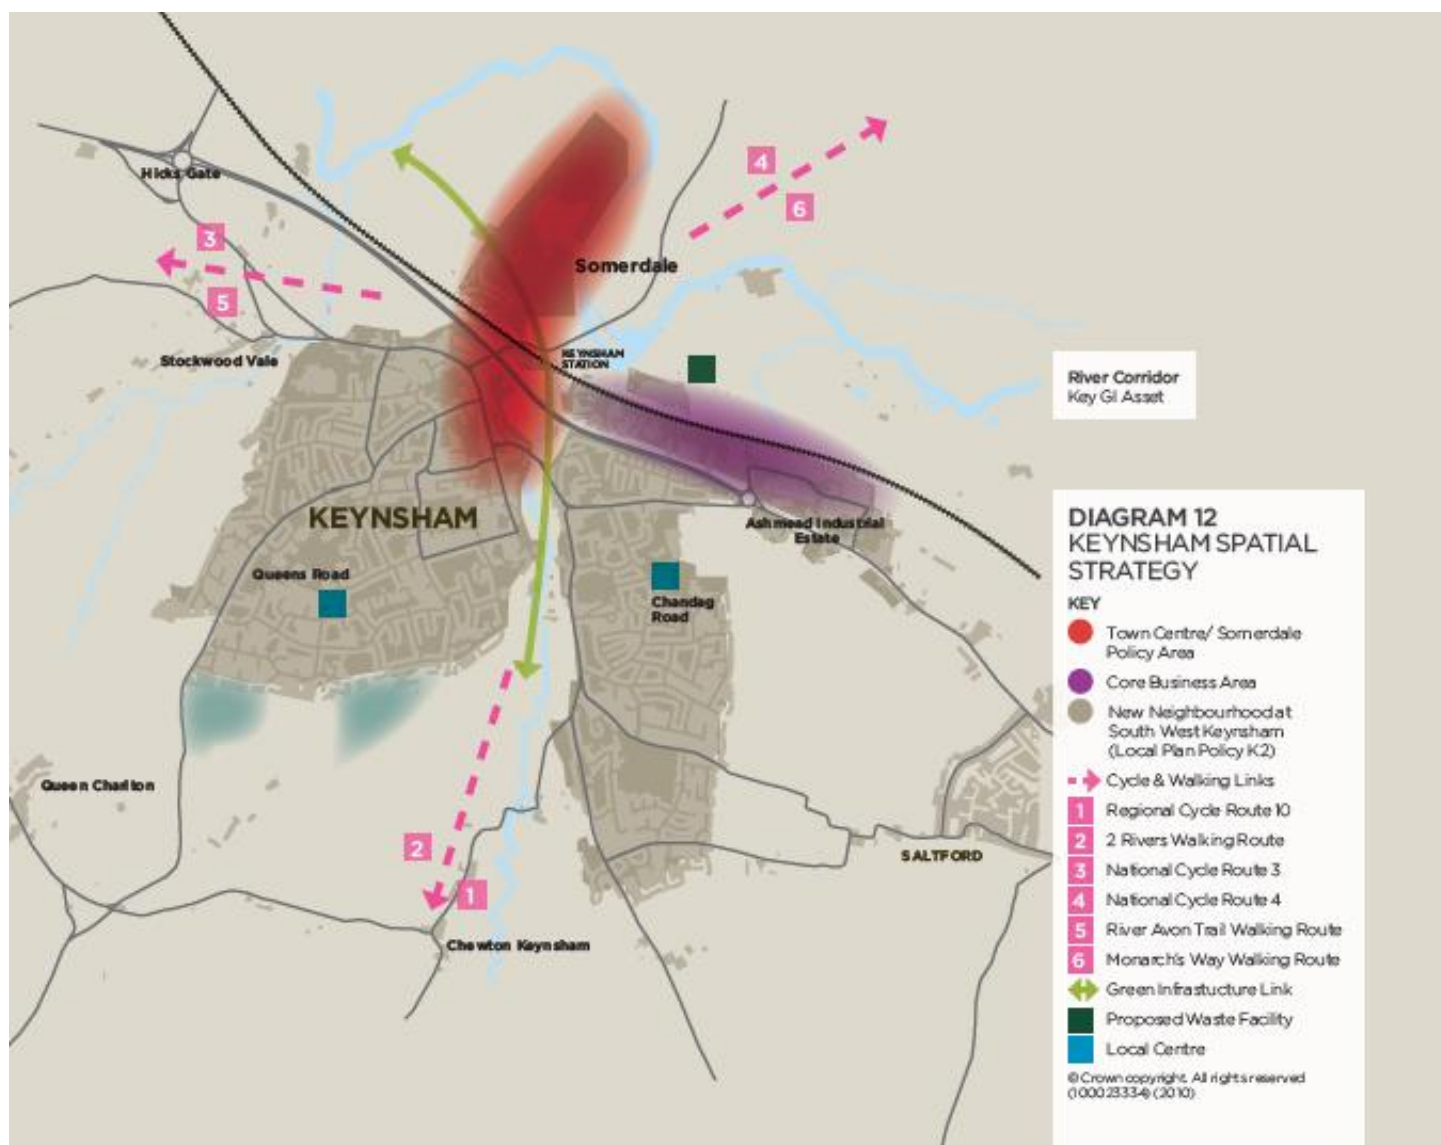 Hicks Gate
3
4
6
Somerdale
5
Stockwood Vale
KEYNSHAM
STATION
River Corridor
Key GI Asset
KEYNSHAM
Ashmead Industrial
Estate
Queens Road
Chandag
Road
Queen Charlton
2
1
SALTFORD
Chewton Keynsham
DIAGRAM 12
KEYNSHAM SPATIAL
STRATEGY
KEY
Town Centre/ Somerdale
Policy Area
Core Business Area
New Neighbourhood at
South West Keynsham
(Local Plan Policy K2)
Cycle & Walking Links
1 Regional Cycle Route 10
2 2 Rivers Walking Route
3 National Cycle Route 3
4 National Cycle Route 4
5 River Avon Trail Walking Route
6 Monarch's Way Walking Route
Green Infrastucture Link
Proposed Waste Facility
Local Centre
© Crown copyright. All rights reserved
(100023334) (2010)